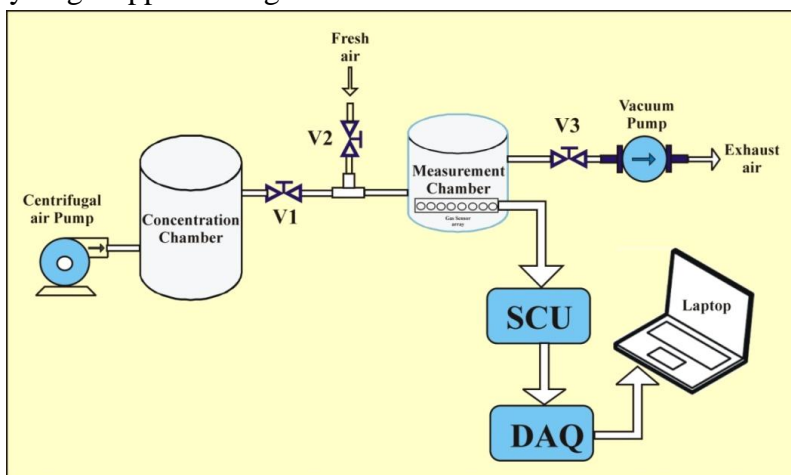 Fresh
air
V2
V3
Vacuum
Pump
Exhaust
air
Measurement
Chamber
Gas Sensor
array
Centrifugal
air Pump
Concentration
Chamber
V1
SCU
Laptop
DAQ